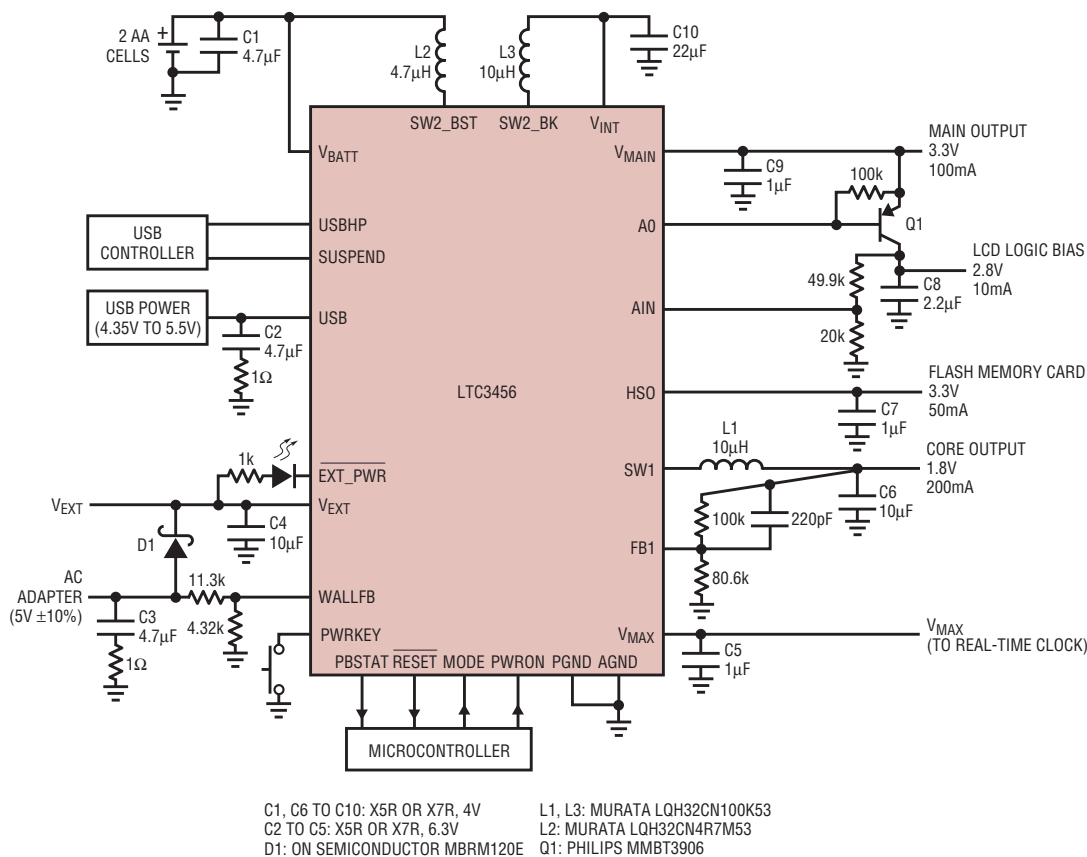 2 AA
CELLS
+
C1
4.7µF
L2
4.7µH
L3
10µH
C10
22µF
SW2_BST
SW2_BK
VINT
VBATT
VMAIN
MAIN OUTPUT
3.3V
100mA
C9
1µF
100k
USB
CONTROLLER
USBHP
SUSPEND
A0
Q1
LCD LOGIC BIAS
2.8V
10mA
49.9k
C8
2.2µF
USB POWER
(4.35V TO 5.5V)
USB
AIN
C2
4.7µF
1Ω
20k
LTC3456
HSO
FLASH MEMORY CARD
3.3V
50mA
C7
1µF
L1
10µH
1k
EXT_PWR
SW1
CORE OUTPUT
1.8V
200mA
C6
10µF
VEXT
VEXT
C4
10µF
100k
220pF
D1
FB1
80.6k
AC
ADAPTER
(5V ±10%)
11.3k
WALLFB
C3
4.7µF
4.32k
1Ω
PWRKEY
VMAX
VMAX
(TO REAL-TIME CLOCK)
C5
1µF
PBSTAT RESET MODE PWRON PGND AGND
MICROCONTROLLER
C1, C6 TO C10: X5R OR X7R, 4V
C2 TO C5: X5R OR X7R, 6.3V
D1: ON SEMICONDUCTOR MBRM120E
L1, L3: MURATA LQH32CN100K53
L2: MURATA LQH32CN4R7M53
Q1: PHILIPS MMBT3906